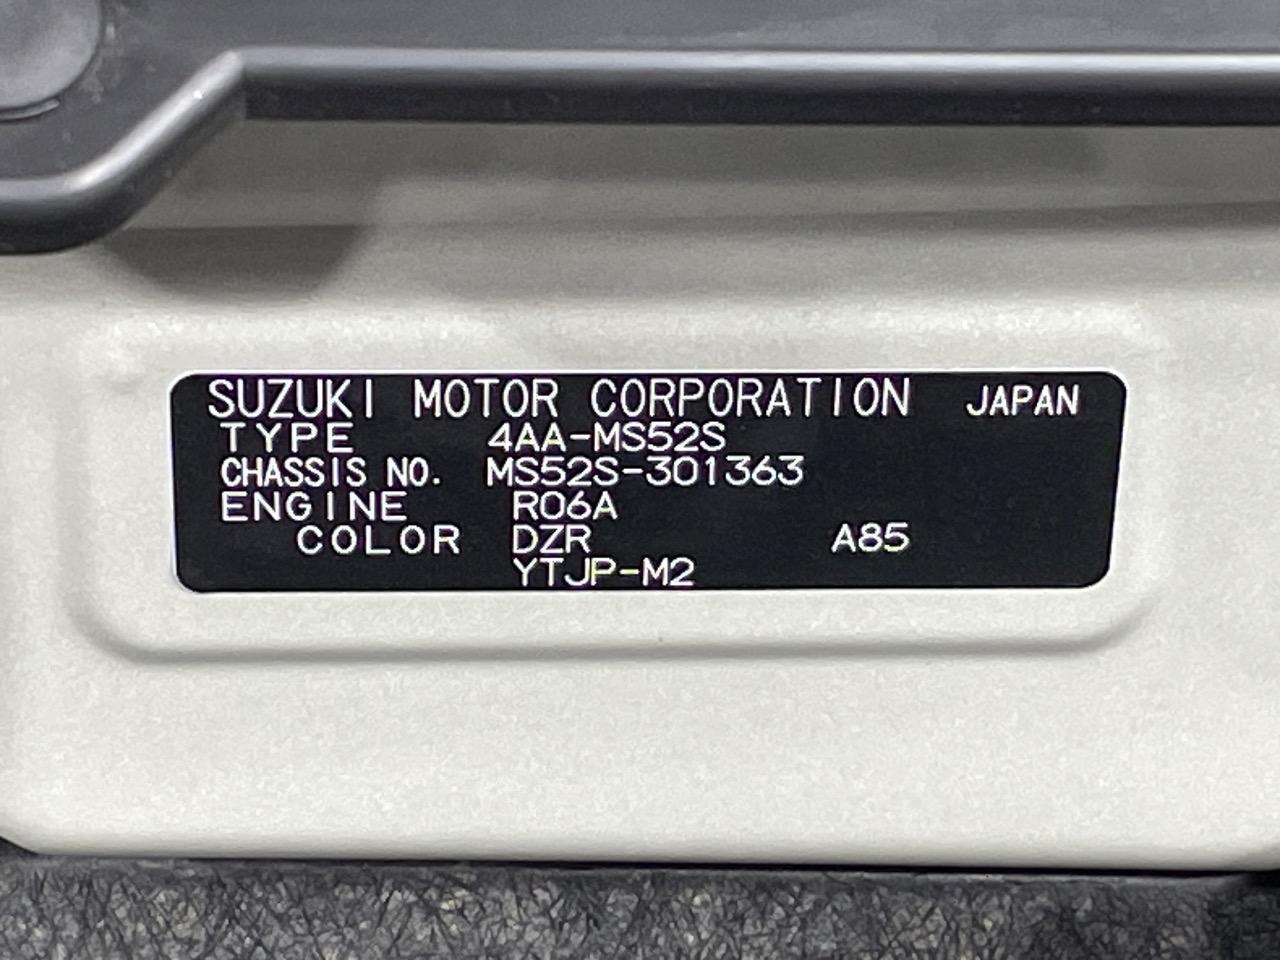 SUZUKI MOTOR CORPORATION JAPAN
TYPE 4AA-MS52S
CHASSIS NO. MS52S-301363
ENGINE R06A
COLOR DZR A85
YTJP-M2